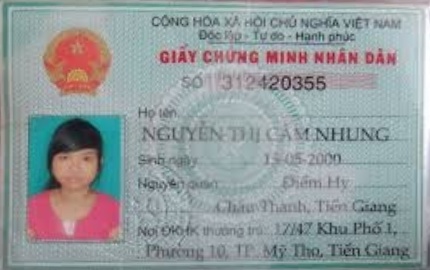 CỘNG HÒA XÃ HỘI CHỦ NGHĨA VIỆT NAM
Độc lập - Tự do - Hạnh phúc
GIẤY CHỨNG MINH NHÂN DÂN
SỐ 312420355
Họ tên
NGUYỄN THỊ CẨM NHUNG
Sinh ngày 15-05-2000
Nguyên quán Điềm Hy
Châu Thành, Tiền Giang
Nơi ĐKHK thường trú 17/47 Khu Phố 1,
Phường 10, TP. Mỹ Tho, Tiền Giang